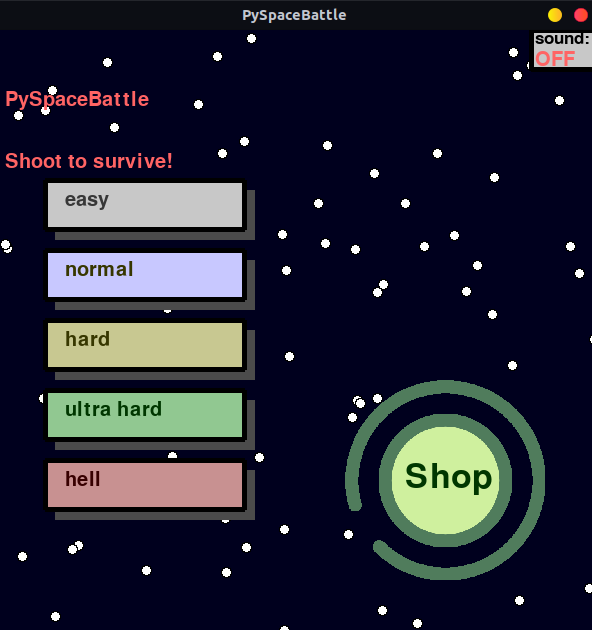 PySpaceBattle
sound:
OFF
PySpaceBattle
Shoot to survive!
easy
normal
hard
ultra hard
hell
Shop